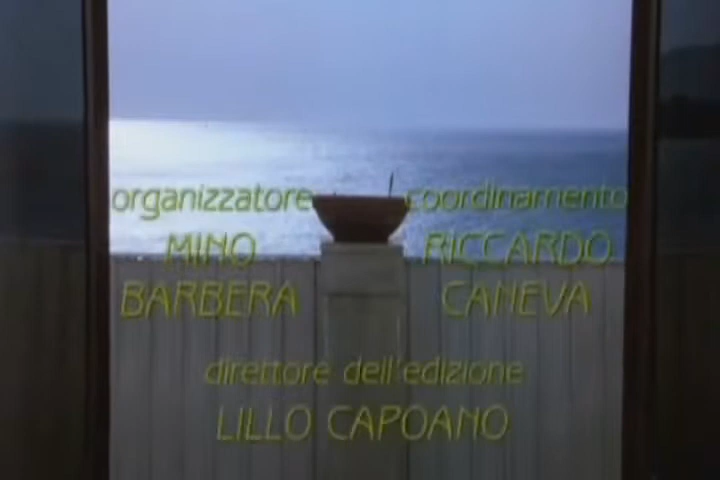 organizzatore
MINO
BARBERA
coordinamento
RICCARDO
CANEVA
direttore dell'edizione
LILLO CAPOANO